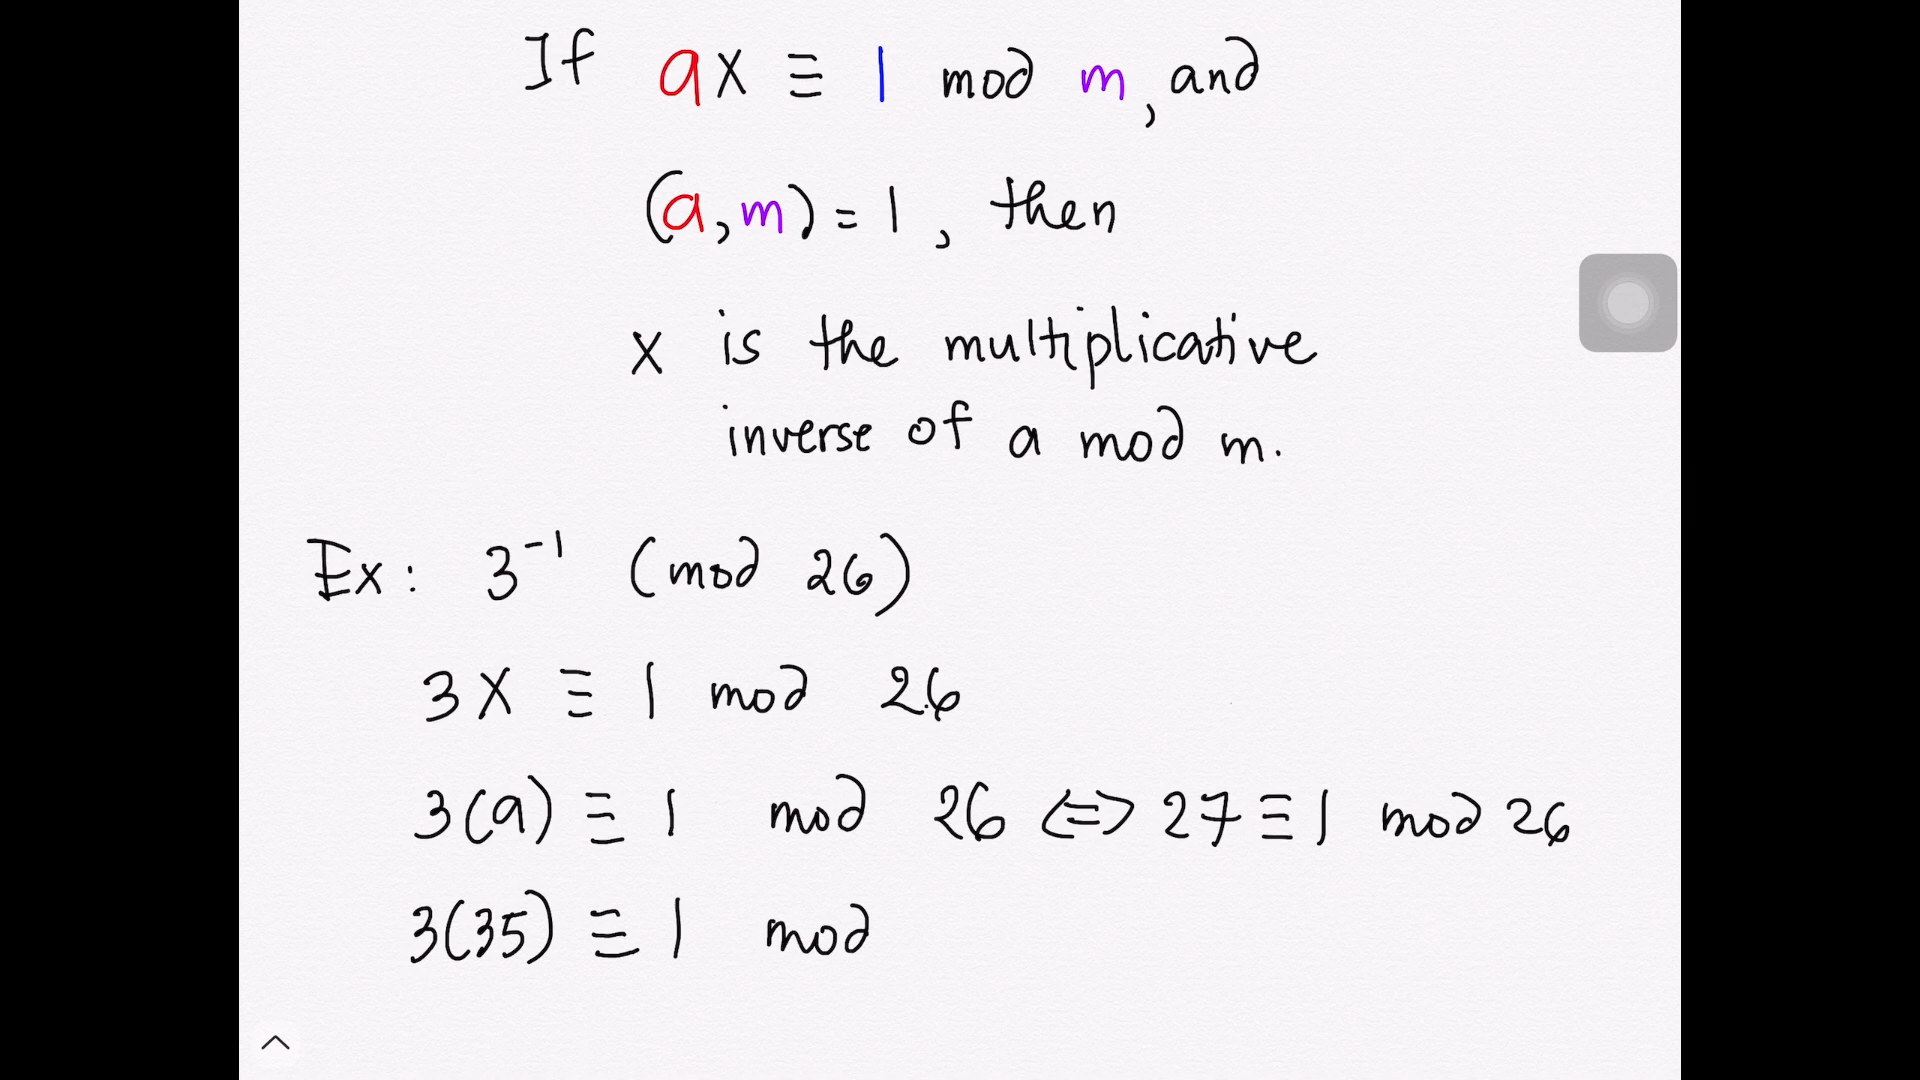 If ax ≡ 1 mod m, and
(a,m) = 1, then
x is the multiplicative
inverse of a mod m.
Ex: 3⁻¹ (mod 26)
3x ≡ 1 mod 26
3(9) ≡ 1 mod 26 <=> 27 ≡ 1 mod 26
3(35) ≡ 1 mod